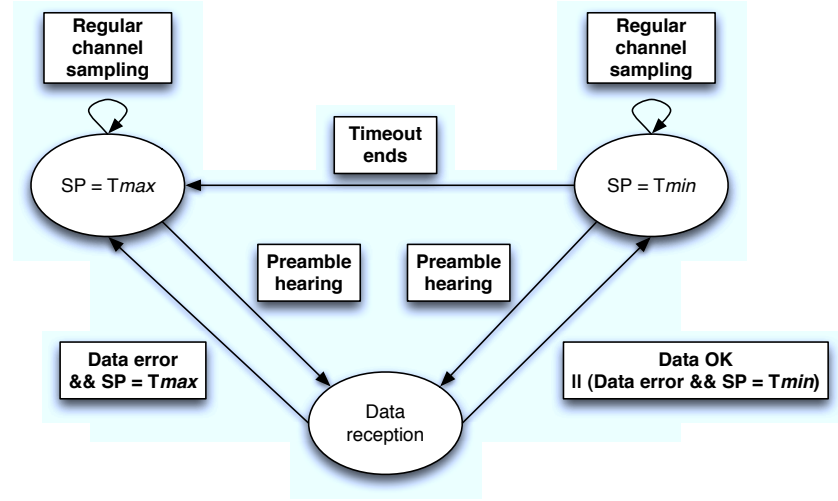 Regular
channel
sampling
Regular
channel
sampling
Timeout
ends
SP = Tmax
SP = Tmin
Preamble
hearing
Preamble
hearing
Data error
&& SP = Tmax
Data OK
|| (Data error && SP = Tmin)
Data
reception